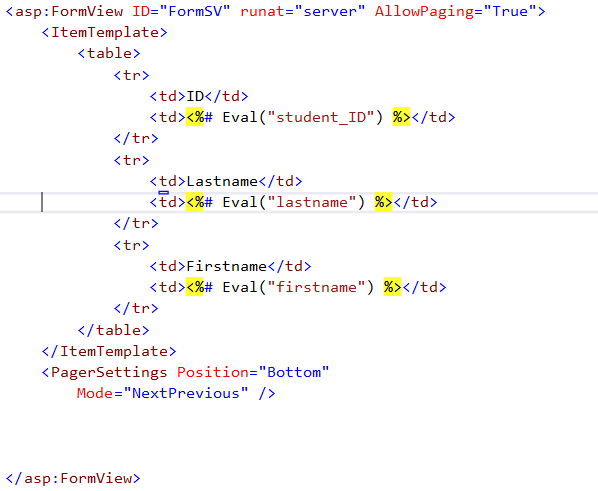 <asp:FormView ID="FormSV" runat="server" AllowPaging="True">
<ItemTemplate>
<table>
<tr>
<td>ID</td>
<td><%# Eval("student_ID") %></td>
</tr>
<tr>
<td>Lastname</td>
<td><%# Eval("lastname") %></td>
</tr>
<tr>
<td>Firstname</td>
<td><%# Eval("firstname") %></td>
</tr>
</table>
</ItemTemplate>
<PagerSettings Position="Bottom"
Mode="NextPrevious" />
</asp:FormView>